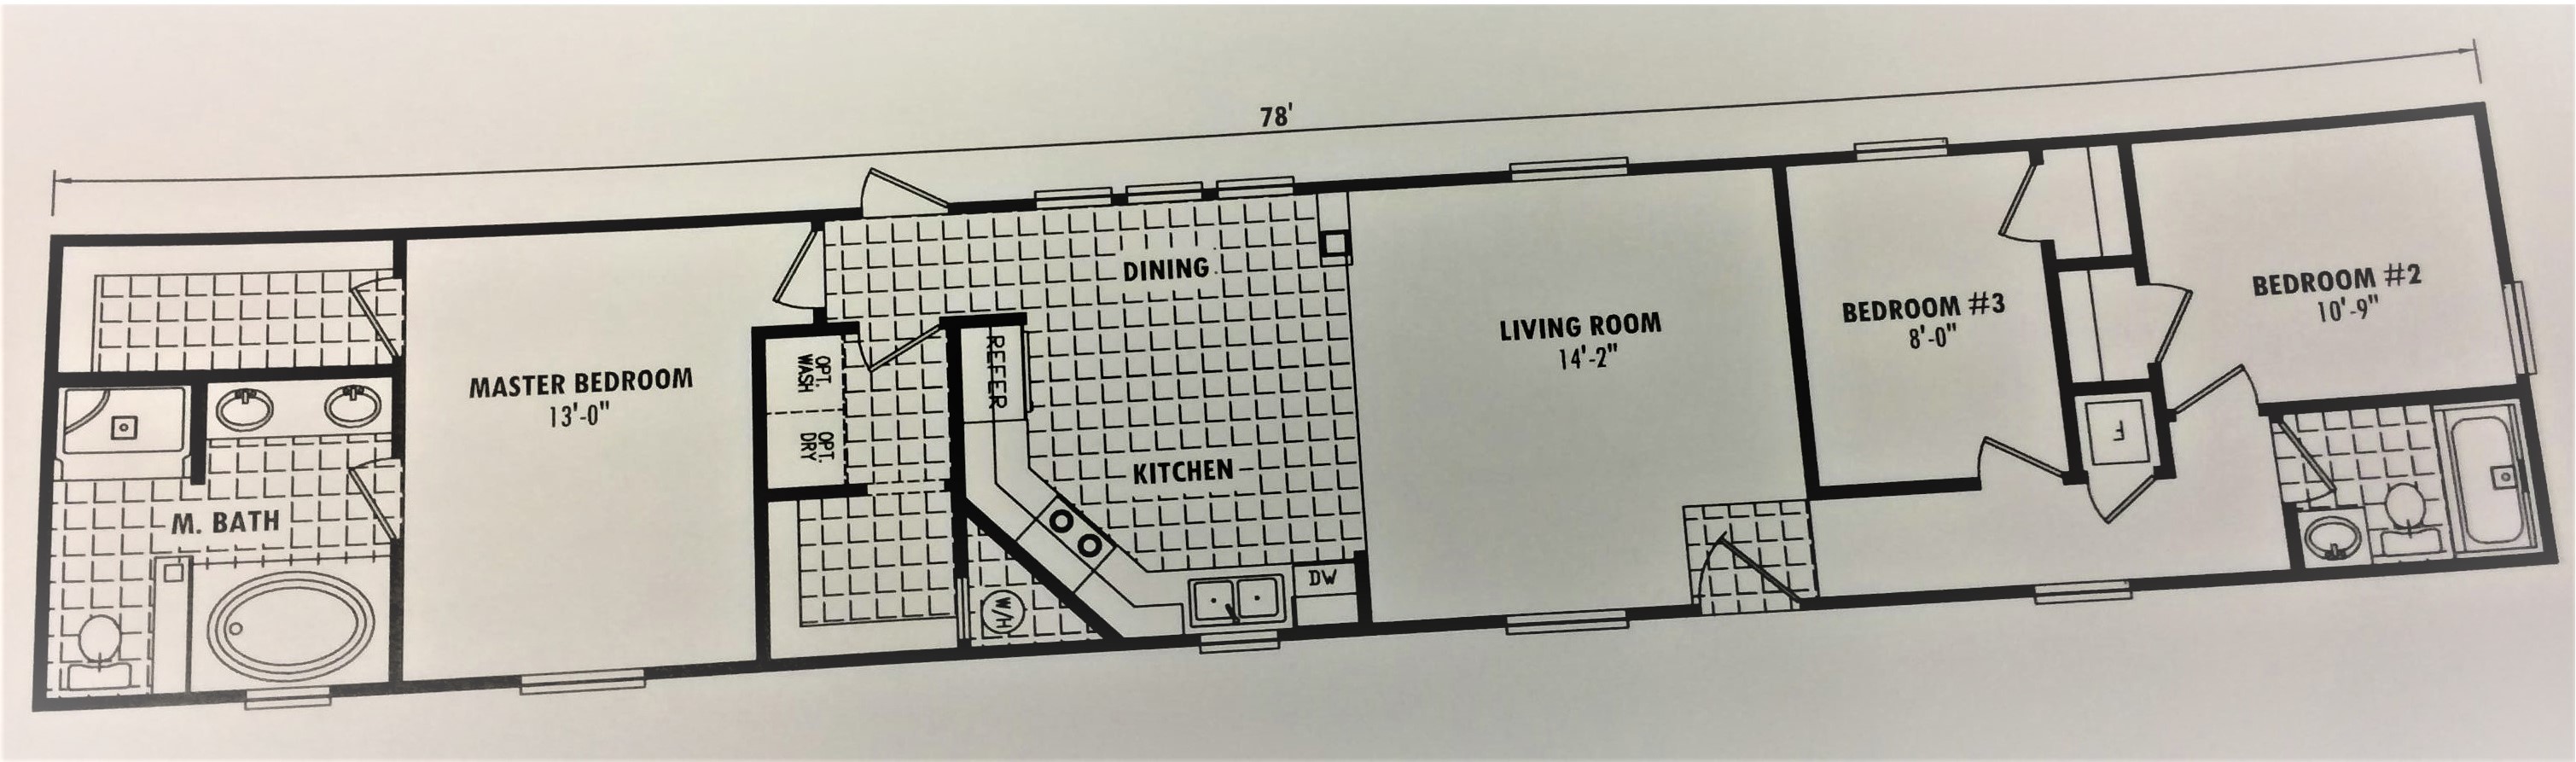 78'
MASTER BEDROOM
13'-0"
M. BATH
OPT.
WASH
OPT.
DRY
REFER
DINING
KITCHEN
W/H
DW
LIVING ROOM
14'-2"
BEDROOM #3
8'-0"
F
BEDROOM #2
10'-9"